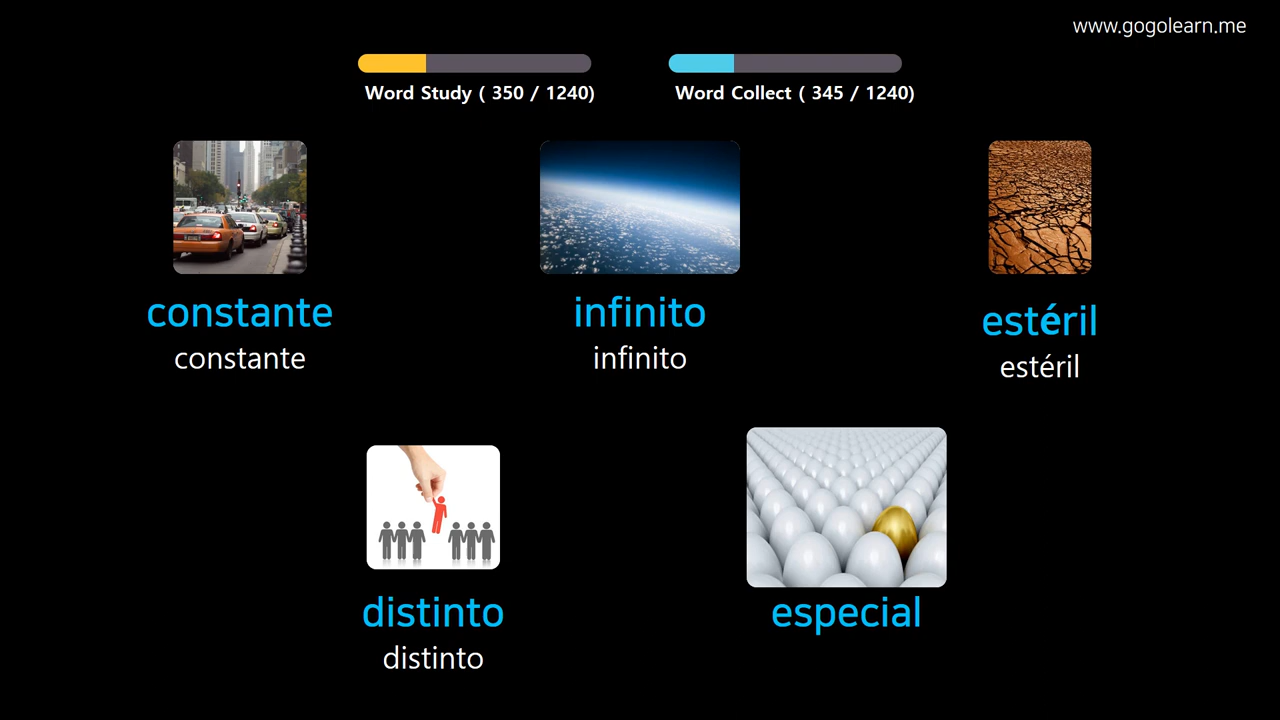 www.gogolearn.me
Word Study ( 350 / 1240)
Word Collect ( 345 / 1240)
constante
constante
infinito
infinito
estéril
estéril
distinto
distinto
especial